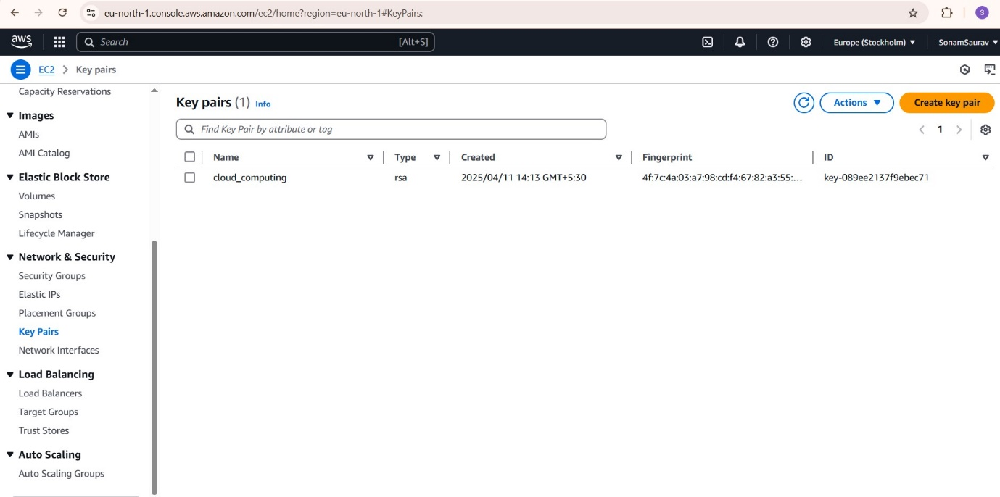 eu-north-1.console.aws.amazon.com/ec2/home?region=eu-north-1#KeyPairs:
S
aws
Search
[Alt+S]
Europe (Stockholm)
SonamSaurav
EC2
Key pairs
Capacity Reservations
Images
AMIs
AMI Catalog
Elastic Block Store
Volumes
Snapshots
Lifecycle Manager
Network & Security
Security Groups
Elastic IPs
Placement Groups
Key Pairs
Network Interfaces
Load Balancing
Load Balancers
Target Groups
Trust Stores
Auto Scaling
Auto Scaling Groups
Key pairs (1) Info
Actions
Create key pair
Find Key Pair by attribute or tag
1
Name Type Created Fingerprint ID
cloud_computing rsa 2025/04/11 14:13 GMT+5:30 4f:7c:4a:03:a7:98:cd:f4:67:82:a3:55:... key-089ee2137f9ebec71